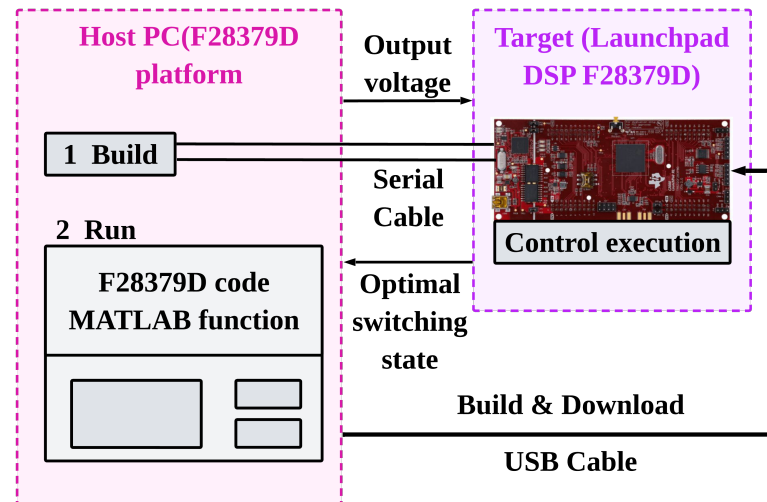 Host PC(F28379D
platform
Output
voltage
Target (Launchpad
DSP F28379D)
1 Build
Serial
Cable
Control execution
2 Run
F28379D code
MATLAB function
Optimal
switching
state
Build & Download
USB Cable